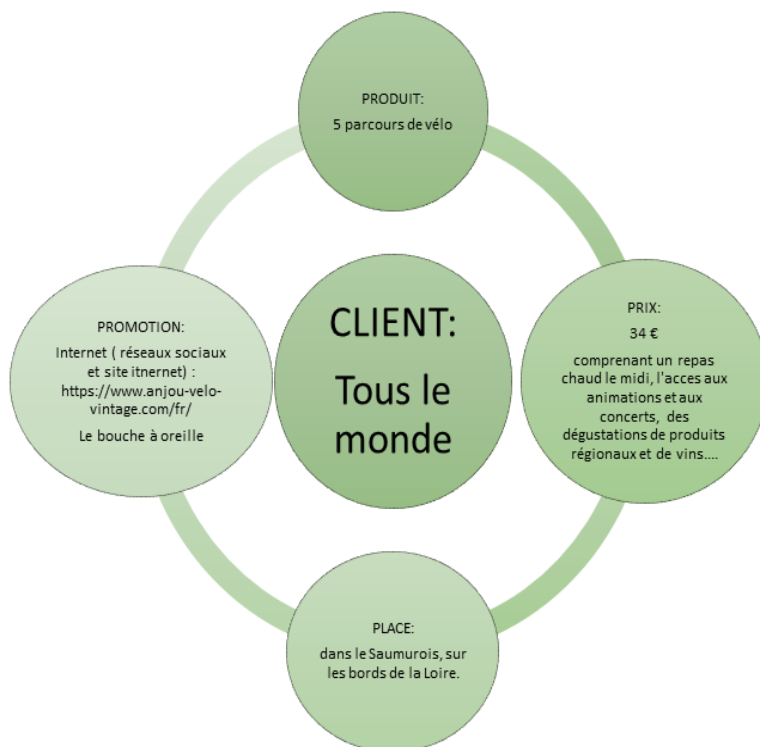 PRODUIT:
5 parcours de vélo
PROMOTION:
Internet ( réseaux sociaux
et site itnernet) :
https://www.anjou-velo-
vintage.com/fr/
Le bouche à oreille
CLIENT:
Tous le
monde
PRIX:
34 €
comprenant un repas
chaud le midi, l'acces aux
animations et aux
concerts, des
dégustations de produits
régionaux et de vins....
PLACE:
dans le Saumurois, sur
les bords de la Loire.